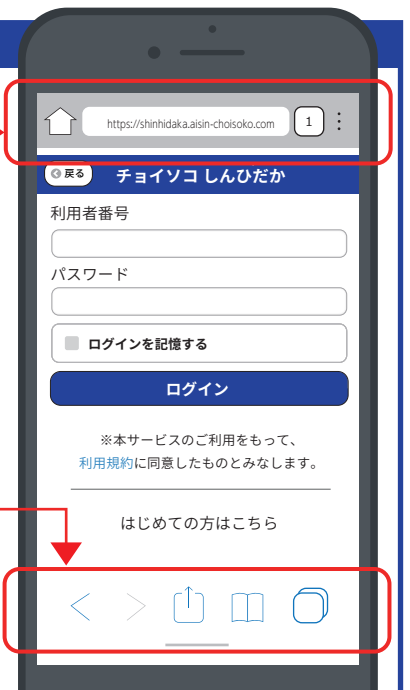 https://shinhidaka.aisin-choisoko.com
1
戻る
チョイソコ しんひだか
利用者番号
パスワード
ログインを記憶する
ログイン
※本サービスのご利用をもって、
利用規約に同意したものとみなします。
はじめての方はこちら